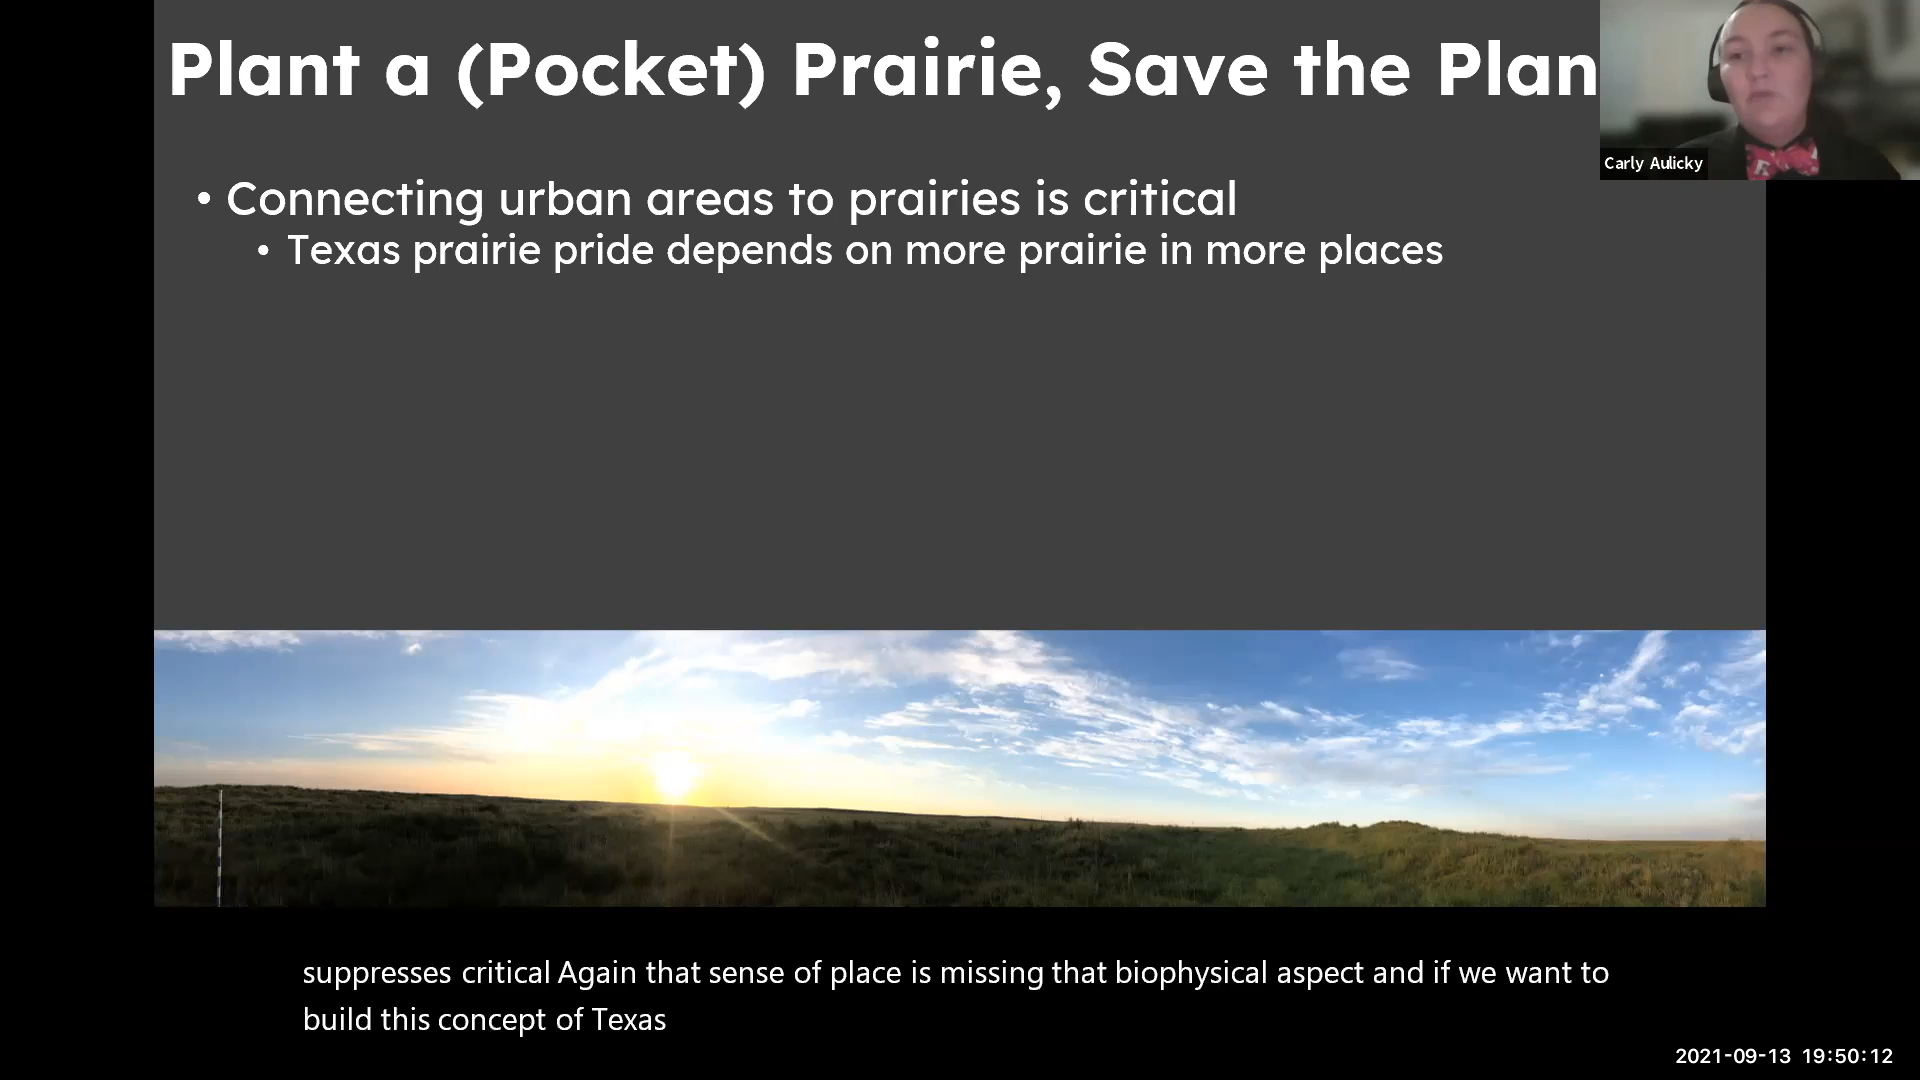 Plant a (Pocket) Prairie, Save the Plan
Carly Aulicky
• Connecting urban areas to prairies is critical
• Texas prairie pride depends on more prairie in more places
suppresses critical Again that sense of place is missing that biophysical aspect and if we want to
build this concept of Texas
2021-09-13 19:50:12